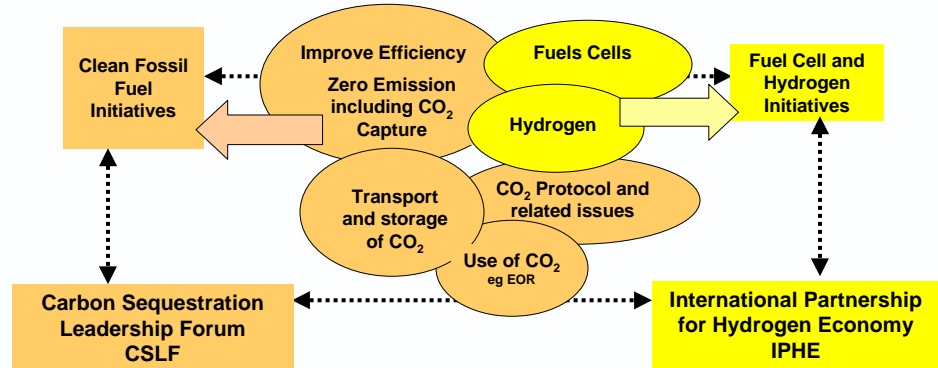 Clean Fossil
Fuel
Initiatives
Improve Efficiency
Zero Emission
including CO₂
Capture
Fuels Cells
Hydrogen
Fuel Cell and
Hydrogen
Initiatives
Transport
and storage
of CO₂
CO₂ Protocol and
related issues
Use of CO₂
eg EOR
Carbon Sequestration
Leadership Forum
CSLF
International Partnership
for Hydrogen Economy
IPHE